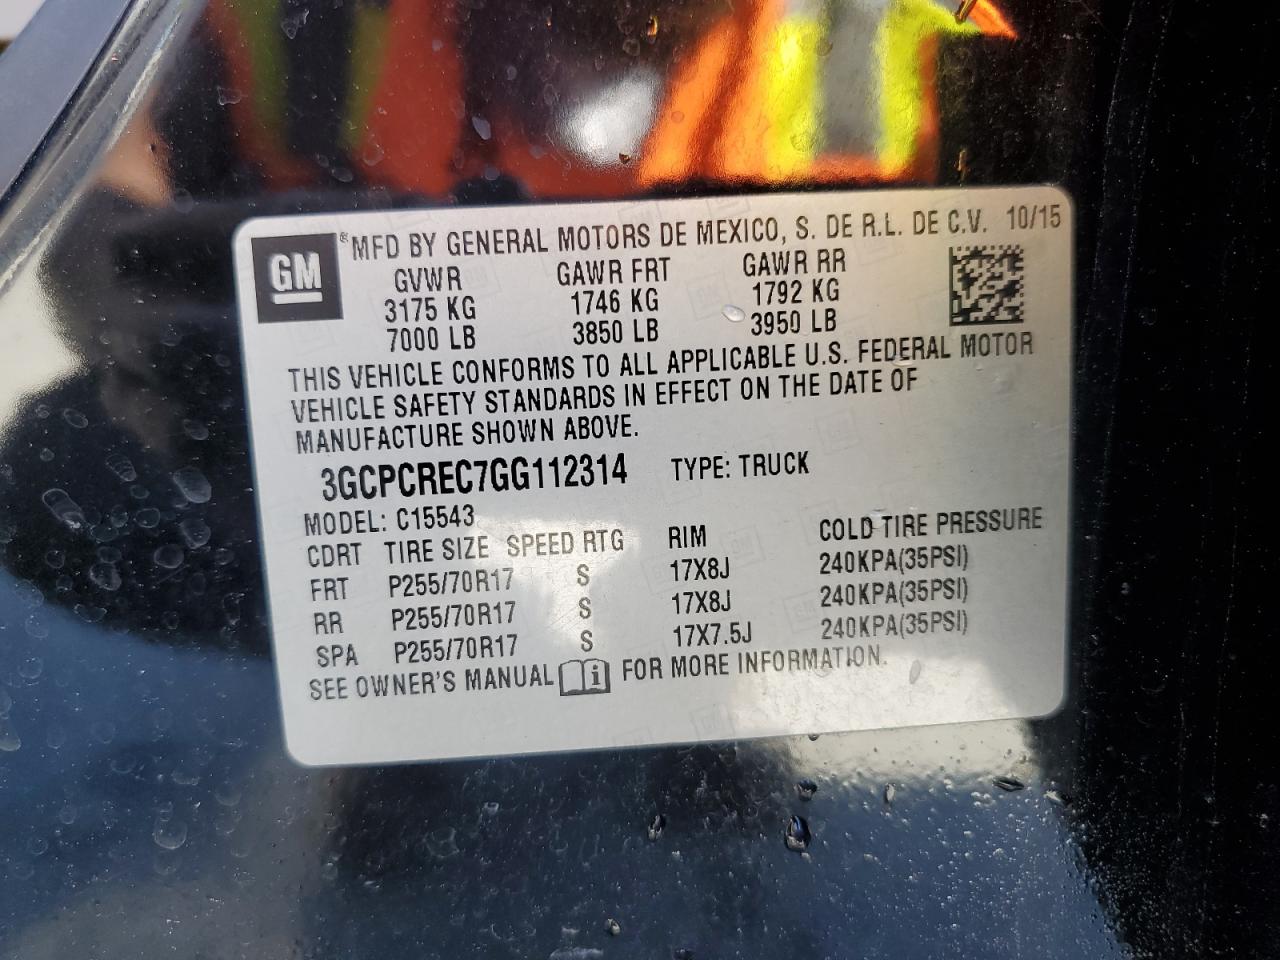 GM
® MFD BY GENERAL MOTORS DE MEXICO, S. DE R.L. DE C.V. 10/15
GVWR GAWR FRT GAWR RR
3175 KG 1746 KG 1792 KG
7000 LB 3850 LB 3950 LB
THIS VEHICLE CONFORMS TO ALL APPLICABLE U.S. FEDERAL MOTOR
VEHICLE SAFETY STANDARDS IN EFFECT ON THE DATE OF
MANUFACTURE SHOWN ABOVE.
3GCPCREC7GG112314 TYPE: TRUCK
MODEL: C15543
CDRT TIRE SIZE SPEED RTG RIM COLD TIRE PRESSURE
FRT P255/70R17 S 17X8J 240KPA(35PSI)
RR P255/70R17 S 17X8J 240KPA(35PSI)
SPA P255/70R17 S 17X7.5J 240KPA(35PSI)
SEE OWNER'S MANUAL i FOR MORE INFORMATION.